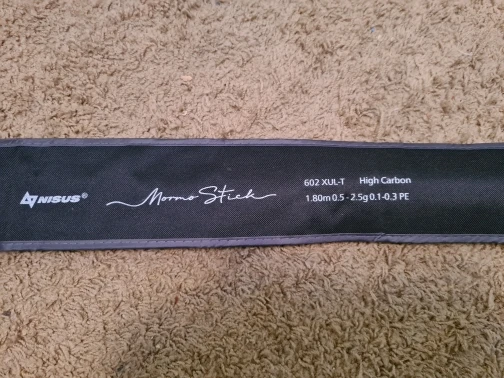 NISUS®
Mormo Stick
602 XUL-T High Carbon
1.80m 0.5 - 2.5g 0.1-0.3 PE